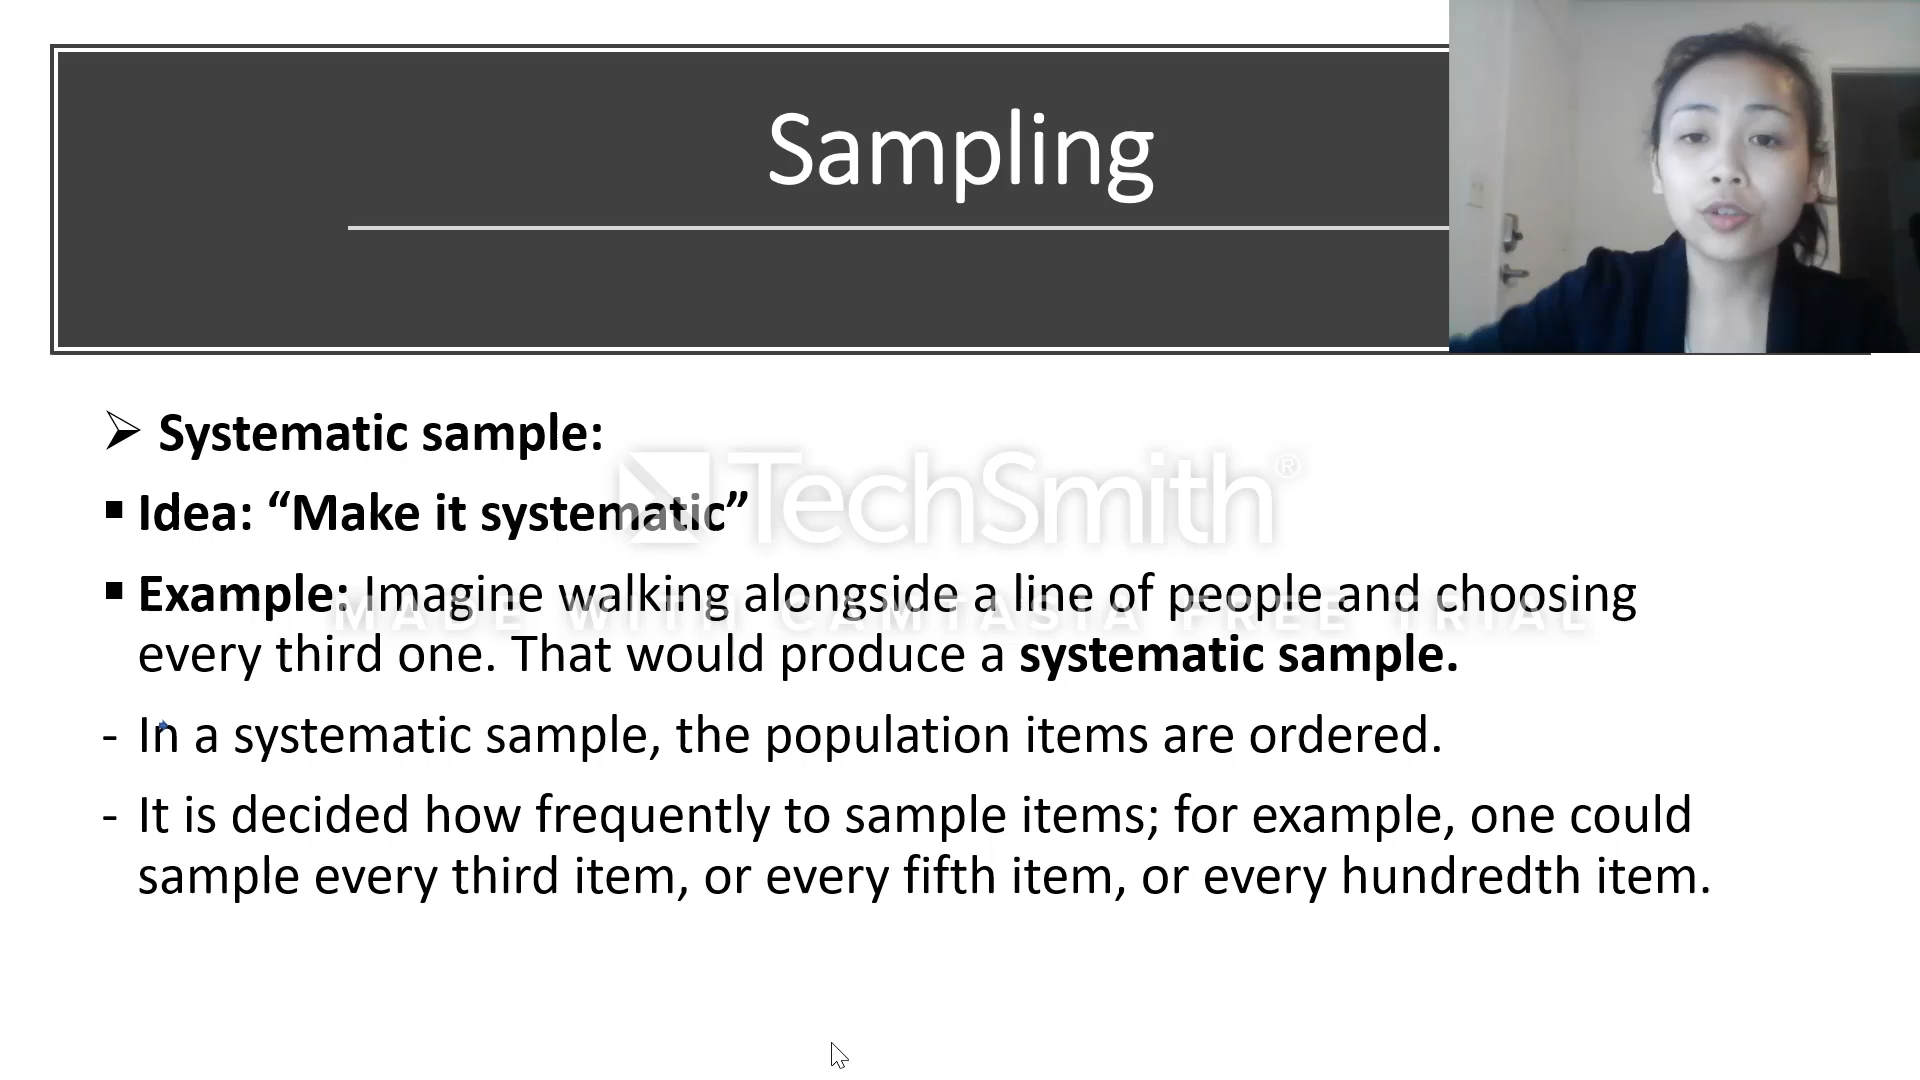 Sampling
Systematic sample:
Idea: “Make it systematic”
TechSmith®
Example: Imagine walking alongside a line of people and choosing
MADE WITH CAMTASIA FREE TRIAL
every third one. That would produce a systematic sample.
- In a systematic sample, the population items are ordered.
- It is decided how frequently to sample items; for example, one could
sample every third item, or every fifth item, or every hundredth item.